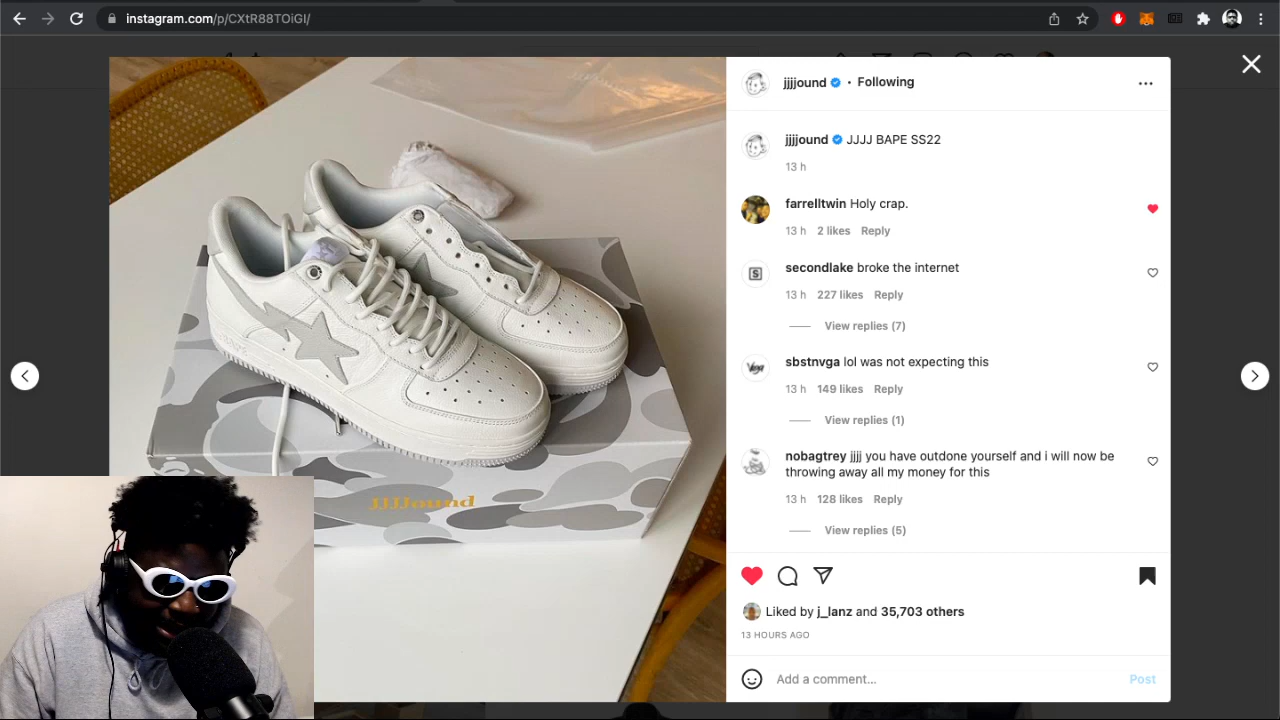 instagram.com/p/CXtR88TOiGI/
jjjjound • Following
jjjjound JJJJ BAPE SS22
13 h
farrelltwin Holy crap.
13 h 2 likes Reply
secondlake broke the internet
13 h 227 likes Reply
View replies (7)
sbstnvga lol was not expecting this
13 h 149 likes Reply
View replies (1)
nobagtrey jjjj you have outdone yourself and i will now be
throwing away all my money for this
13 h 128 likes Reply
View replies (5)
JJJJound
Liked by j_lanz and 35,703 others
13 HOURS AGO
Add a comment...
Post